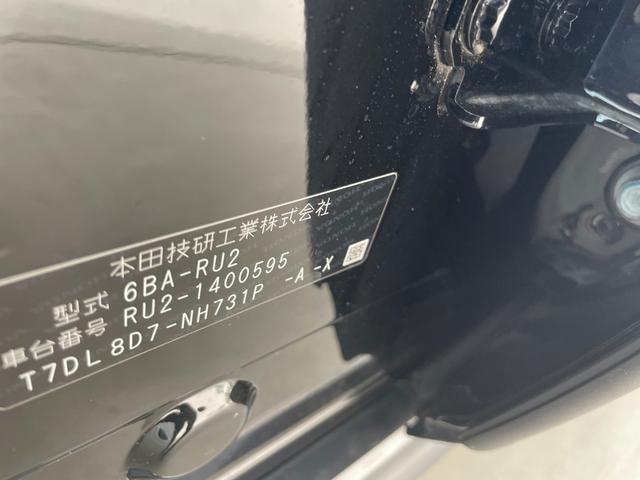 本田技研工業株式会社
型式 6BA-RU2
車台番号 RU2-1400595
T7DL 8D7-NH731P -A -X